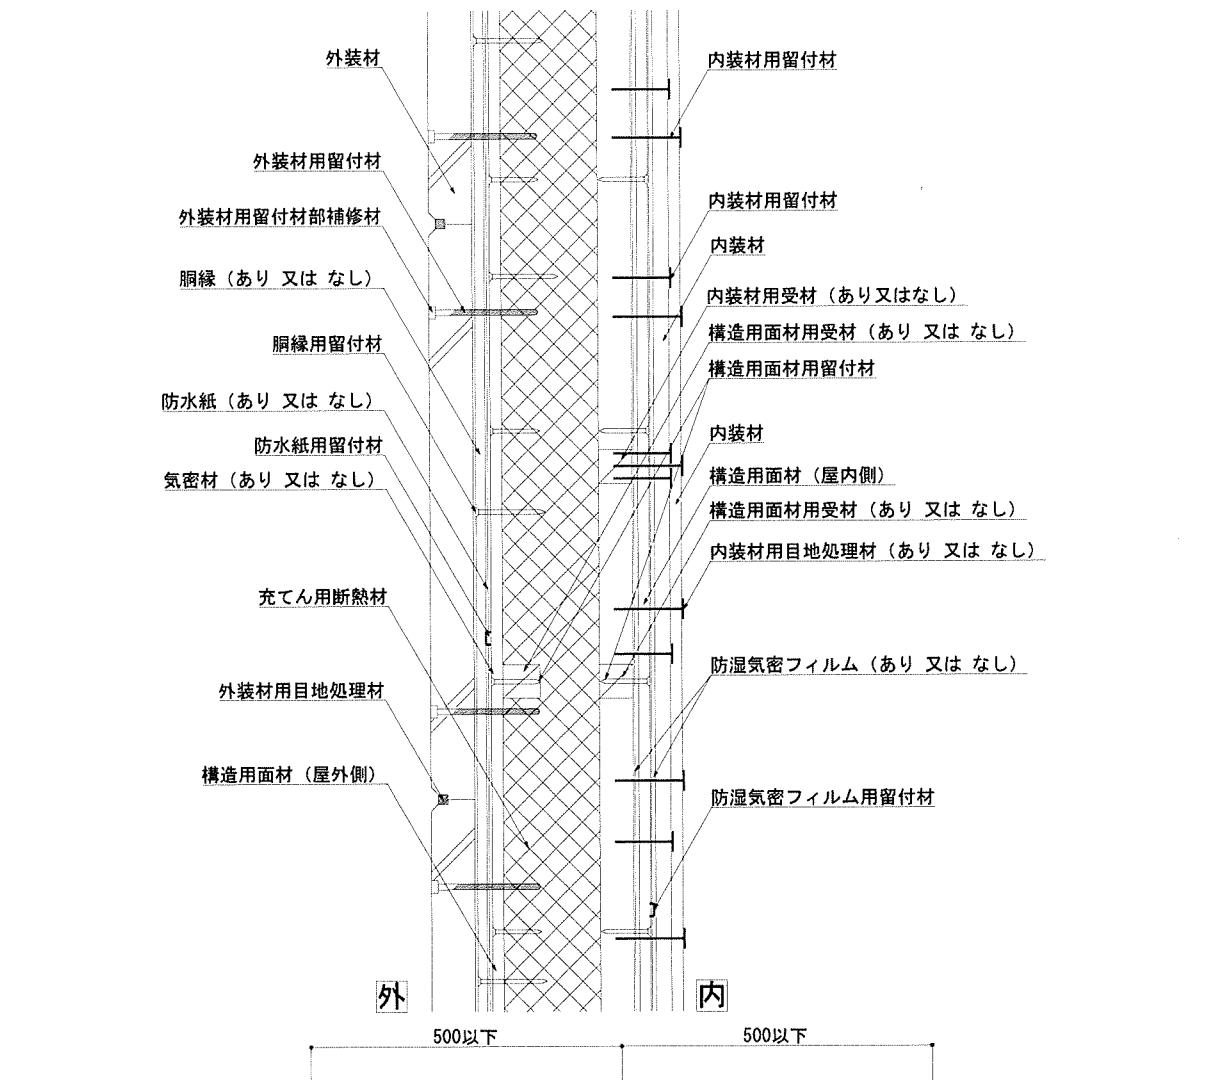 外装材
外装材用留付材
外装材用留付材部補修材
胴縁（あり 又は なし）
胴縁用留付材
防水紙（あり 又は なし）
防水紙用留付材
気密材（あり 又は なし）
充てん用断熱材
外装材用目地処理材
構造用面材（屋外側）
内装材用留付材
内装材用留付材
内装材
内装材用受材（あり又はなし）
構造用面材用受材（あり 又は なし）
構造用面材用留付材
内装材
構造用面材（屋内側）
構造用面材用受材（あり 又は なし）
内装材用目地処理材（あり 又は なし）
防湿気密フィルム（あり 又は なし）
防湿気密フィルム用留付材
外
内
500以下
500以下